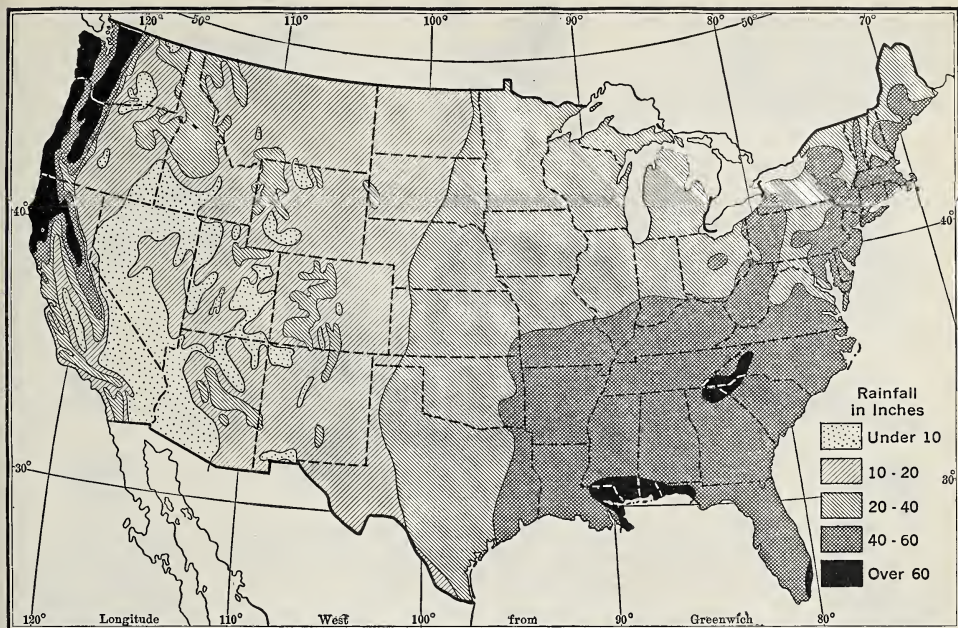 120° 50° 110° 100° 90° 80° 50° 70°
40° 40°
30° 30°
Rainfall
in Inches
Under 10
10 - 20
20 - 40
40 - 60
Over 60
120° Longitude 110° West 100° from 90° Greenwich 80°